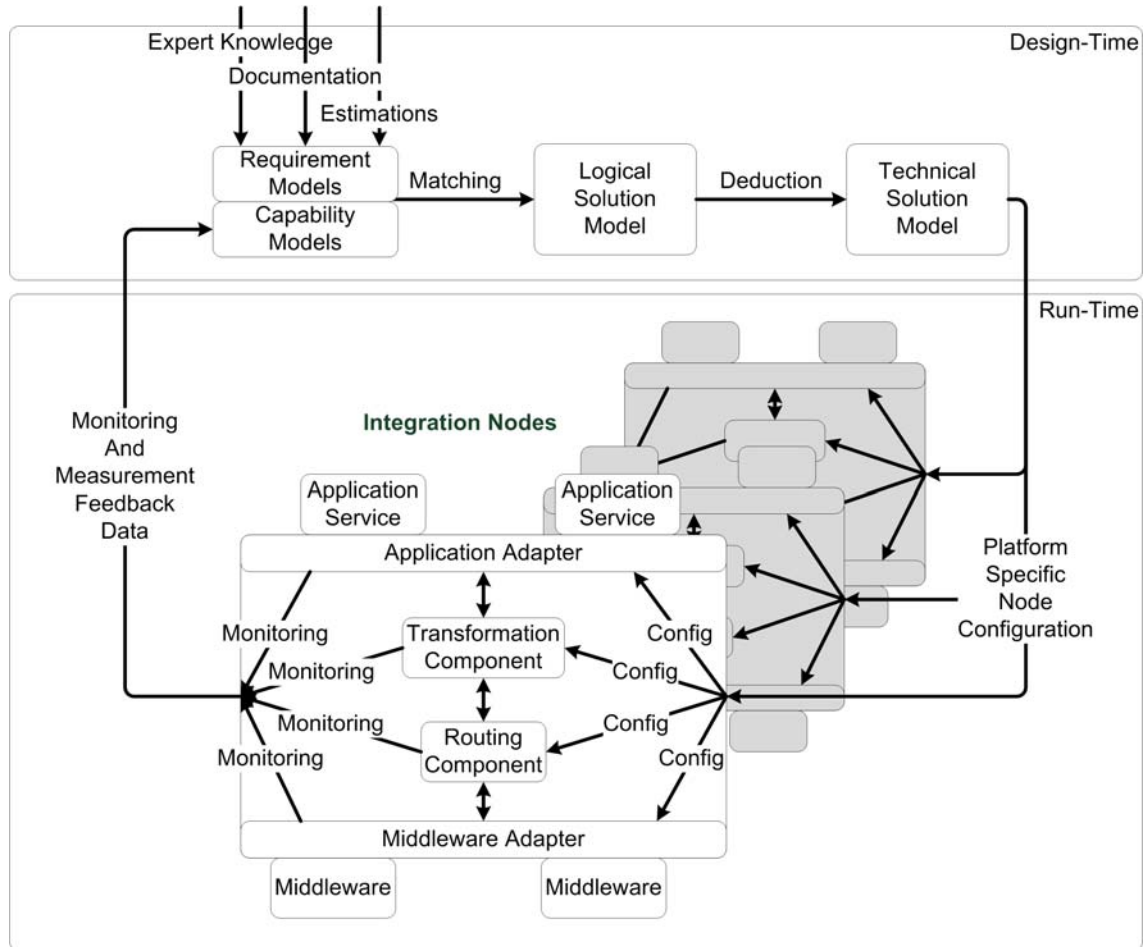 Expert Knowledge
Design-Time
Documentation
Estimations
Requirement
Models
Capability
Models
Matching
Logical
Solution
Model
Deduction
Technical
Solution
Model
Run-Time
Monitoring
And
Measurement
Feedback
Data
Integration Nodes
Application
Service
Application
Service
Application Adapter
Platform
Specific
Node
Configuration
Monitoring
Transformation
Component
Config
Monitoring
Config
Monitoring
Routing
Component
Config
Monitoring
Config
Middleware Adapter
Middleware
Middleware